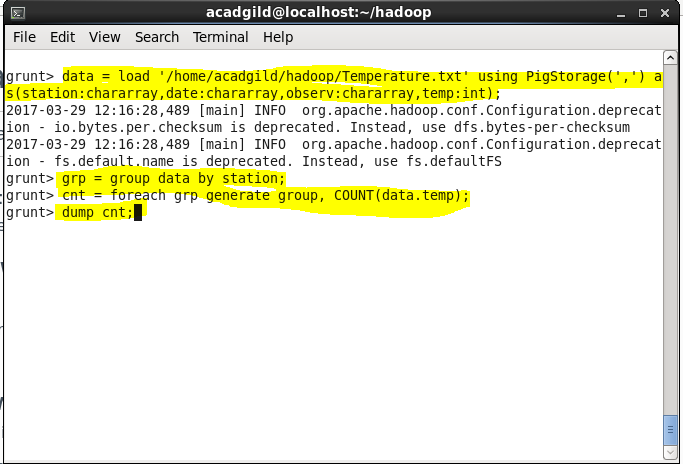 acadgild@localhost:~/hadoop
File Edit View Search Terminal Help
grunt> data = load '/home/acadgild/hadoop/Temperature.txt' using PigStorage(',') a
s(station:chararray,date:chararray,observ:chararray,temp:int);
2017-03-29 12:16:28,489 [main] INFO  org.apache.hadoop.conf.Configuration.deprecat
ion - io.bytes.per.checksum is deprecated. Instead, use dfs.bytes-per-checksum
2017-03-29 12:16:28,489 [main] INFO  org.apache.hadoop.conf.Configuration.deprecat
ion - fs.default.name is deprecated. Instead, use fs.defaultFS
grunt> grp = group data by station;
grunt> cnt = foreach grp generate group, COUNT(data.temp);
grunt> dump cnt;